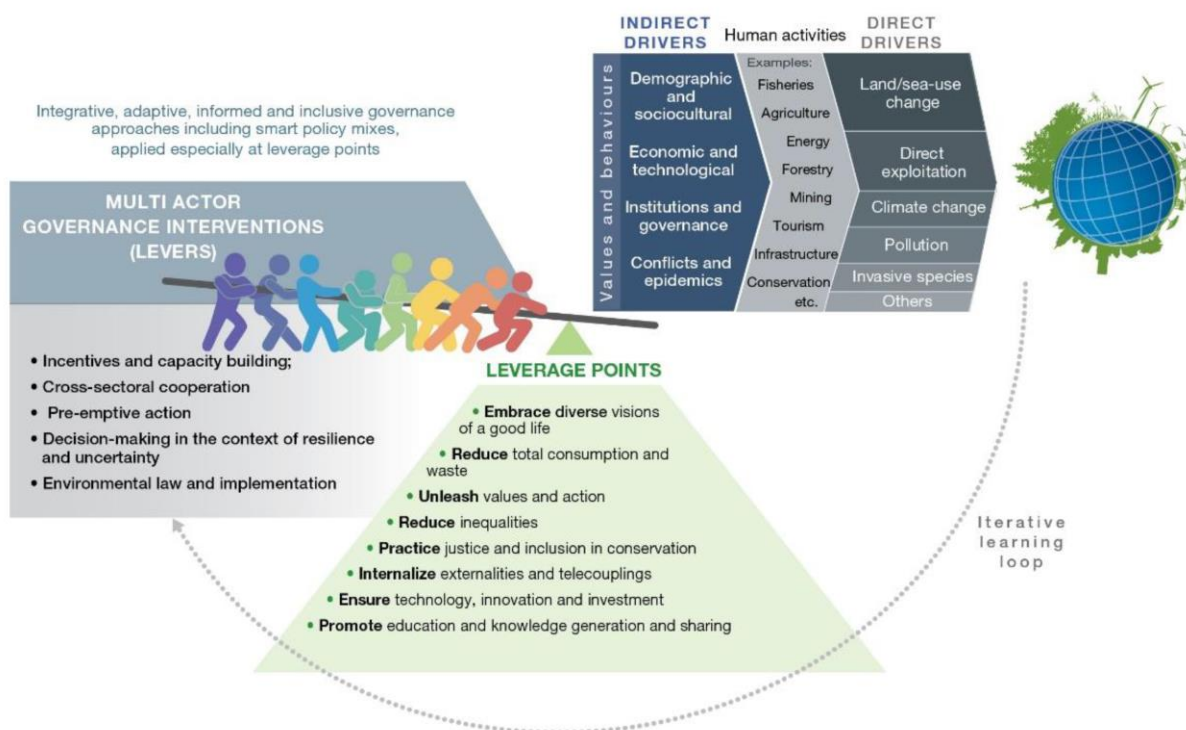 Integrative, adaptive, informed and inclusive governance
approaches including smart policy mixes,
applied especially at leverage points
MULTI ACTOR
GOVERNANCE INTERVENTIONS
(LEVERS)
• Incentives and capacity building;
• Cross-sectoral cooperation
• Pre-emptive action
• Decision-making in the context of resilience
and uncertainty
• Environmental law and implementation
LEVERAGE POINTS
• Embrace diverse visions
of a good life
• Reduce total consumption and
waste
• Unleash values and action
• Reduce inequalities
• Practice justice and inclusion in conservation
• Internalize externalities and telecouplings
• Ensure technology, innovation and investment
• Promote education and knowledge generation and sharing
INDIRECT
DRIVERS
Values and behaviours
Demographic
and
sociocultural
Economic and
technological
Institutions and
governance
Conflicts and
epidemics
Human activities
Examples:
Fisheries
Agriculture
Energy
Forestry
Mining
Tourism
Infrastructure
Conservation
etc.
DIRECT
DRIVERS
Land/sea-use
change
Direct
exploitation
Climate change
Pollution
Invasive species
Others
Iterative
learning
loop